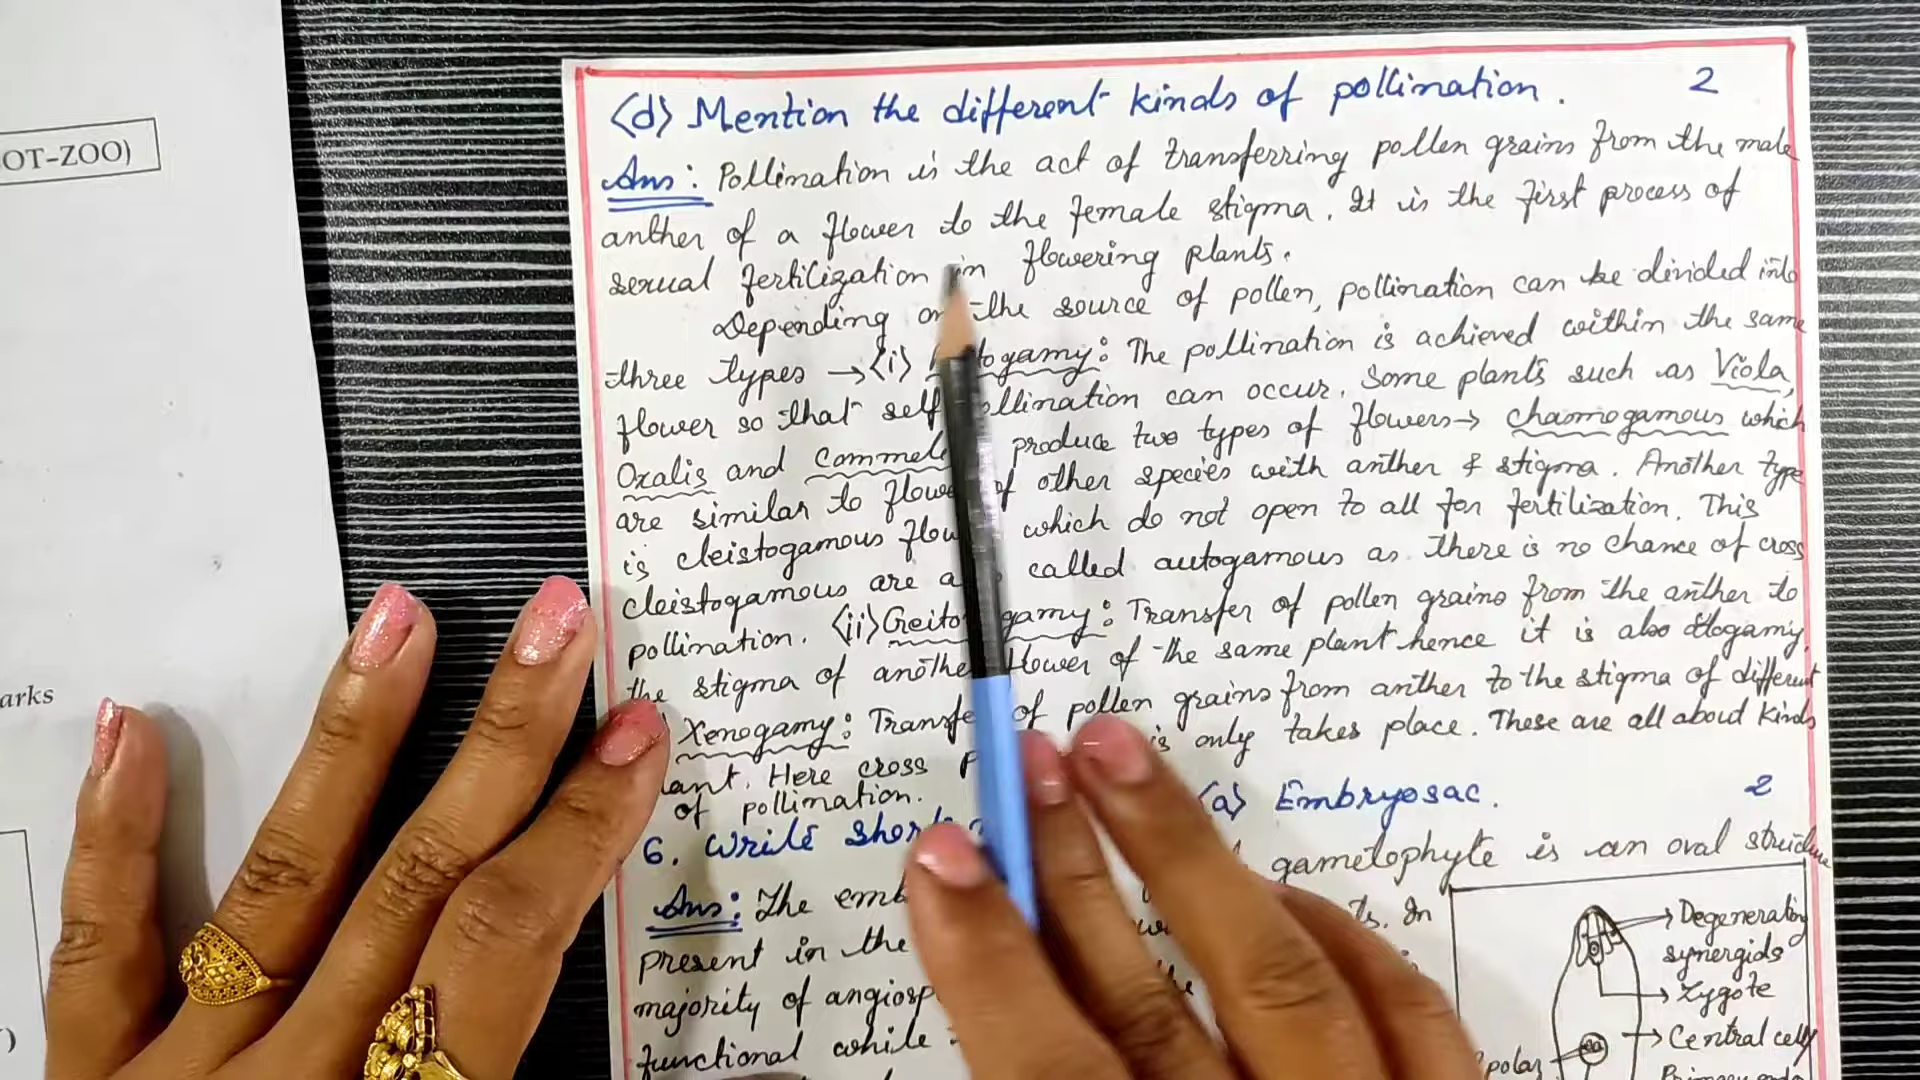 OT-ZOO)
arks
)
(d) Mention the different kinds of pollination. 2
Ans: Pollination is the act of transferring pollen grains from the male
anther of a flower to the female stigma. It is the first process of
sexual fertilization in flowering plants.
Depending on the source of pollen, pollination can be divided into
three types → (i) togamy: The pollination is achieved within the same
flower so that self ollination can occur. Some plants such as Viola,
Oxalis and Commel produce two types of flowers → chasmogamous which
are similar to flowe of other species with anther & stigma. Another type
is cleistogamous flow which do not open to all for fertilization. This
cleistogamous are a called autogamous as there is no chance of cross
pollination. (ii) Geito gamy: Transfer of pollen grains from the anther to
the stigma of another flower of the same plant hence it is also
Xenogamy: Transfe of pollen grains from anther to the stigma of different
lant. Here cross p is only takes place. These are all about kinds
of pollination.
6. Write short (a) Embryosac. 2
Ans: The emb gametophyte is an oval
present in the ts. In
majority of angiosp
functional while
Degenerating
synergids
Zygote
Central cell
polar